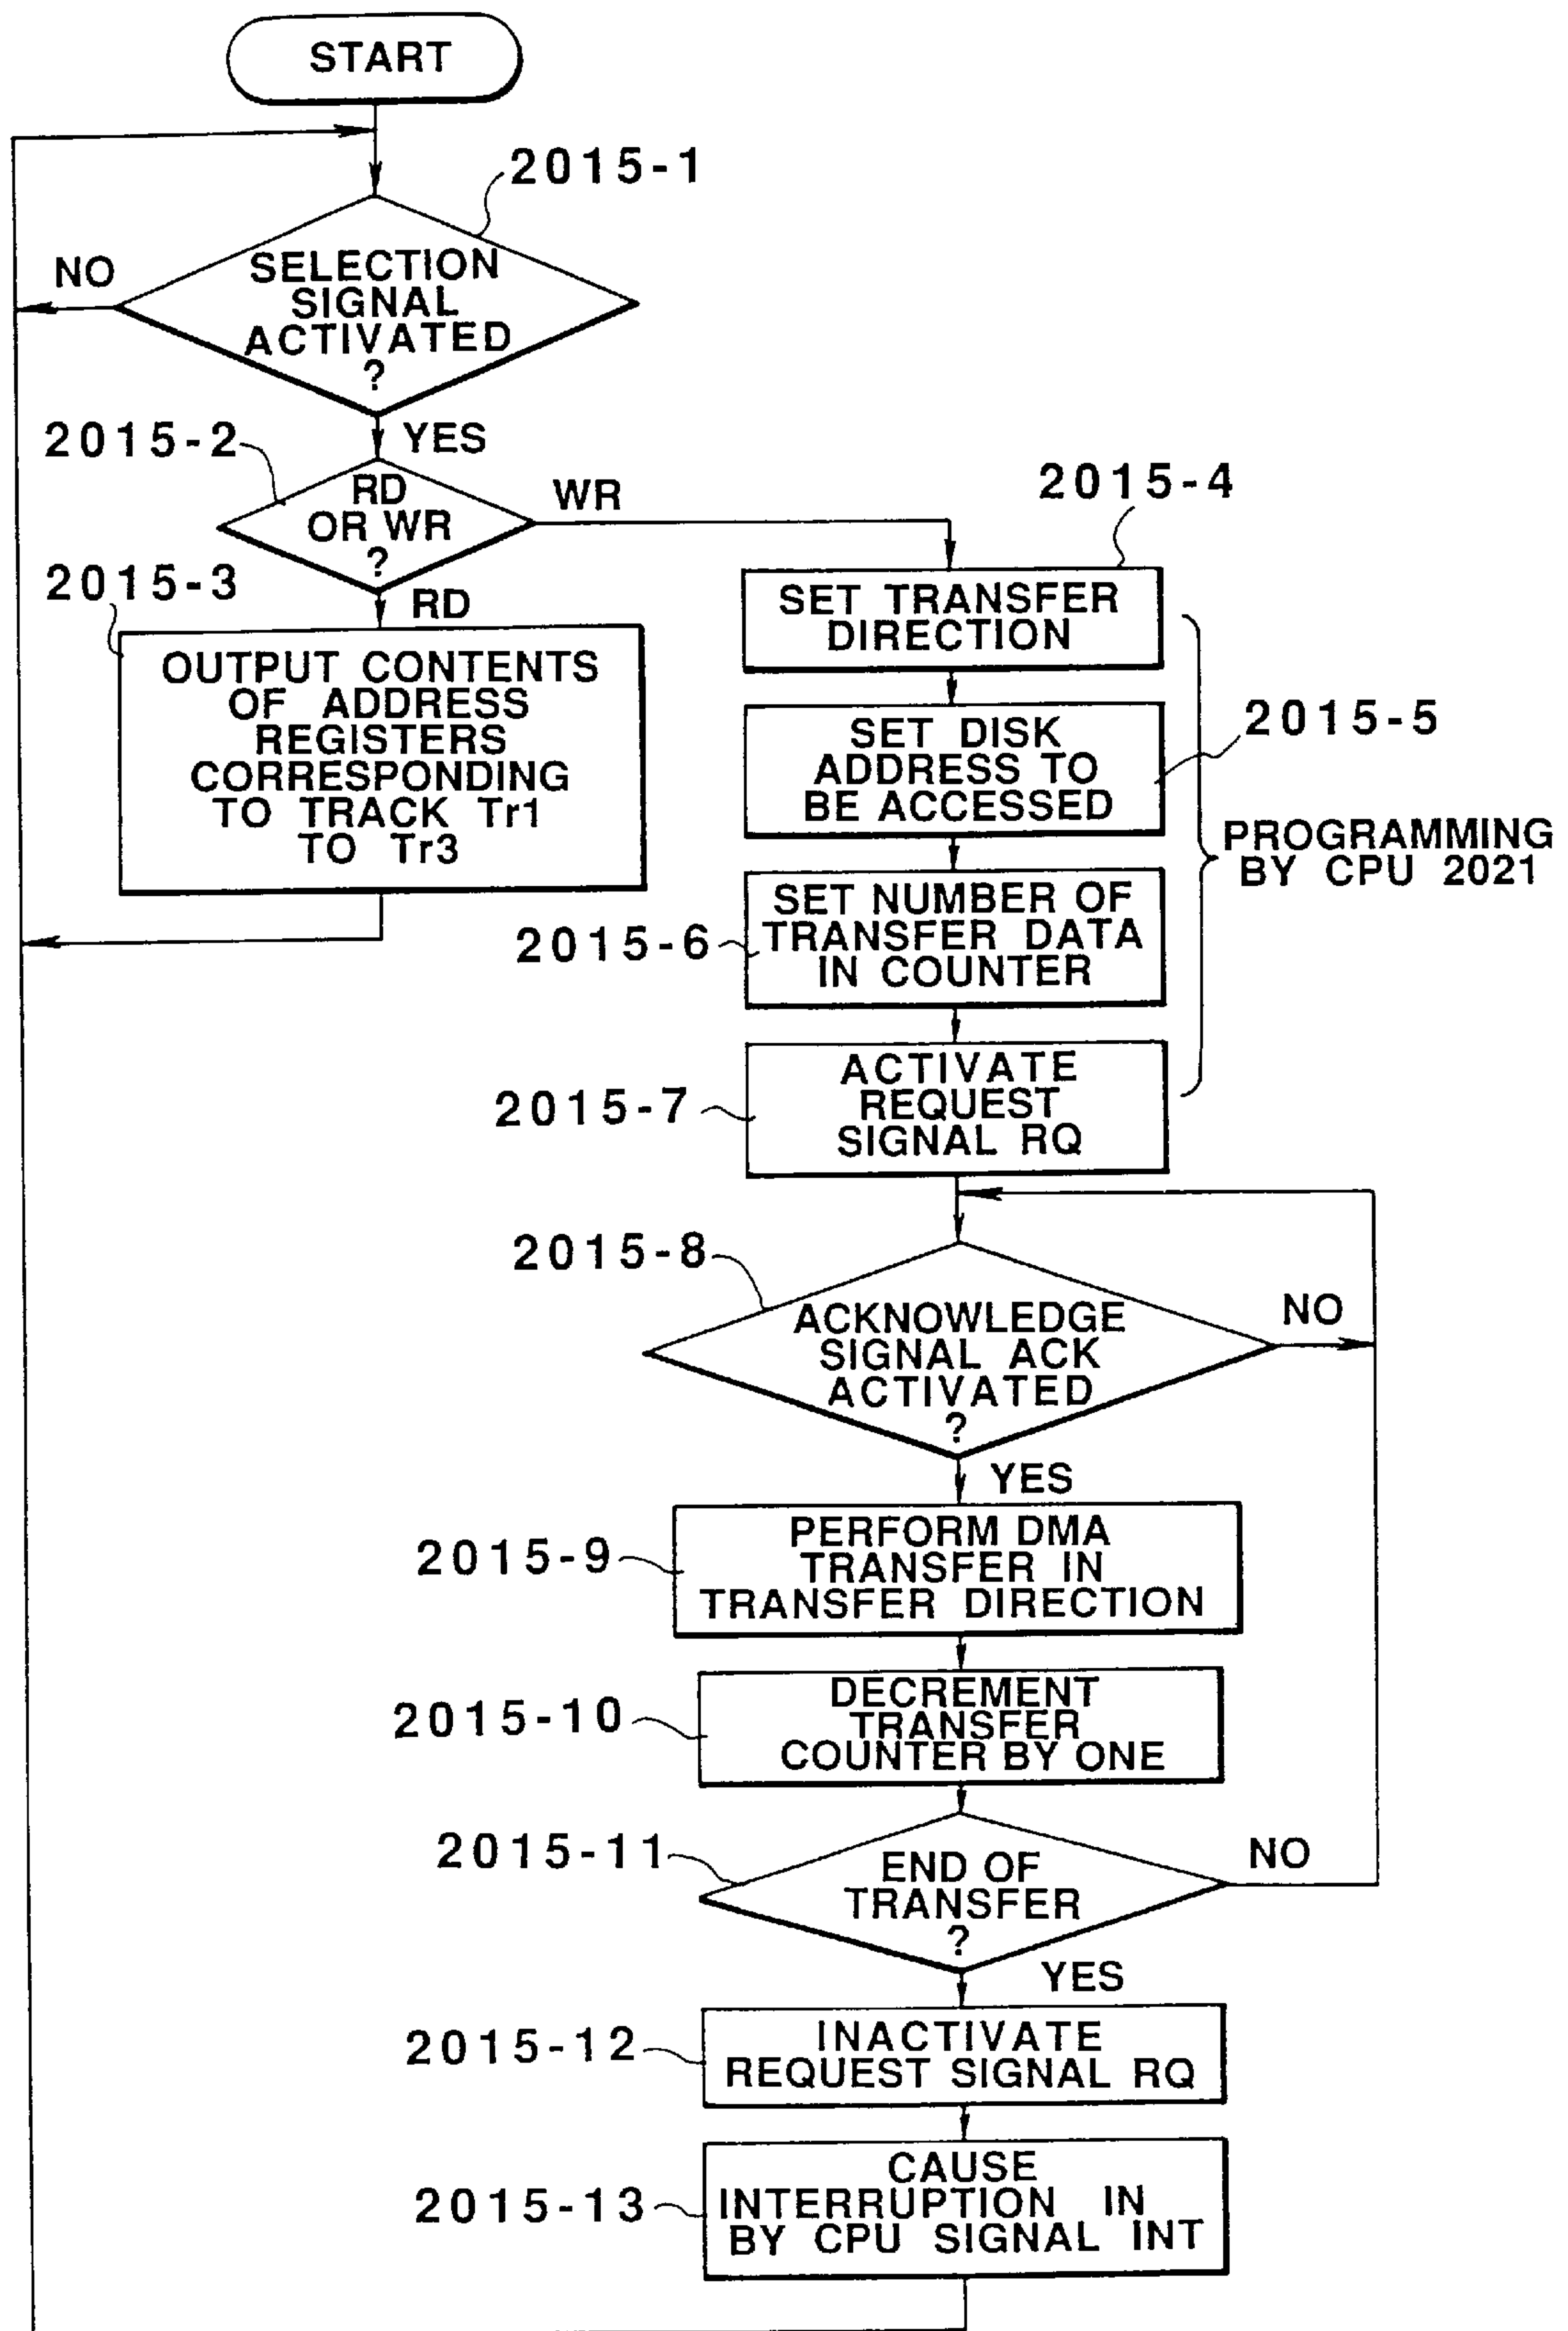 START
2015-1
NO
SELECTION
SIGNAL
ACTIVATED
?
YES
2015-2
RD
OR WR
?
WR
RD
2015-3
OUTPUT CONTENTS
OF ADDRESS
REGISTERS
CORRESPONDING
TO TRACK Tr1
TO Tr3
2015-4
SET TRANSFER
DIRECTION
2015-5
SET DISK
ADDRESS TO
BE ACCESSED
PROGRAMMING
BY CPU 2021
2015-6
SET NUMBER OF
TRANSFER DATA
IN COUNTER
2015-7
ACTIVATE
REQUEST
SIGNAL RQ
2015-8
ACKNOWLEDGE
SIGNAL ACK
ACTIVATED
?
NO
YES
2015-9
PERFORM DMA
TRANSFER IN
TRANSFER DIRECTION
2015-10
DECREMENT
TRANSFER
COUNTER BY ONE
2015-11
END OF
TRANSFER
?
NO
YES
2015-12
INACTIVATE
REQUEST SIGNAL RQ
2015-13
CAUSE
INTERRUPTION IN
BY CPU SIGNAL INT